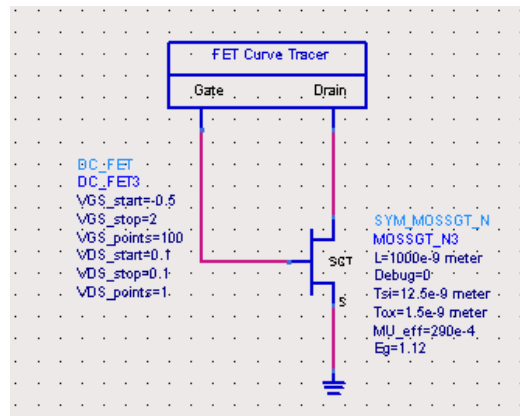 FET Curve Tracer
Gate
Drain
DC_FET
DC_FET3
VGS_start=-0.5
VGS_stop=2
VGS_points=100
VDS_start=0.1
VDS_stop=0.1
VDS_points=1
SGT
S
SYM_MOSSGT_N
MOSSGT_N3
L=1000e-9 meter
Debug=0
Tsi=12.5e-9 meter
Tox=1.5e-9 meter
MU_eff=290e-4
Eg=1.12